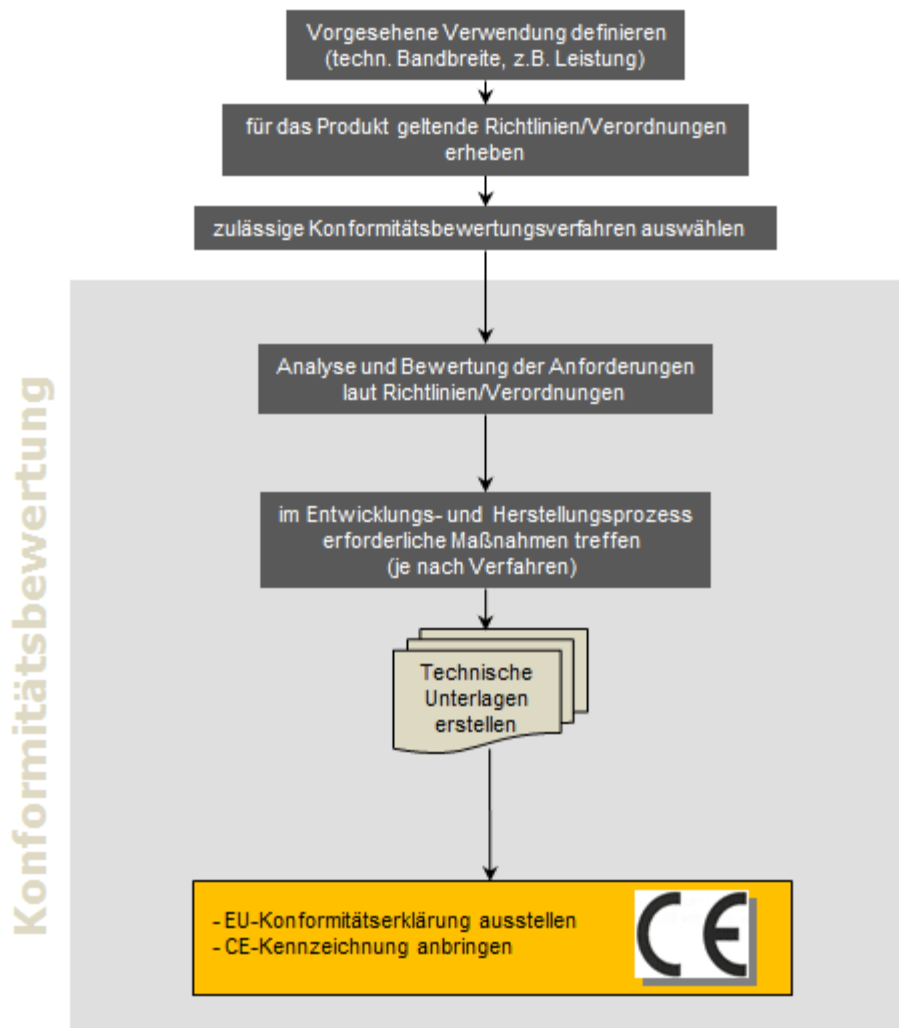 Vorgesehene Verwendung definieren
(techn. Bandbreite, z.B. Leistung)
für das Produkt geltende Richtlinien/Verordnungen
erheben
zulässige Konformitätsbewertungsverfahren auswählen
Konformitätsbewertung
Analyse und Bewertung der Anforderungen
laut Richtlinien/Verordnungen
im Entwicklungs- und Herstellungsprozess
erforderliche Maßnahmen treffen
(je nach Verfahren)
Technische
Unterlagen
erstellen
- EU-Konformitätserklärung ausstellen
- CE-Kennzeichnung anbringen
CE